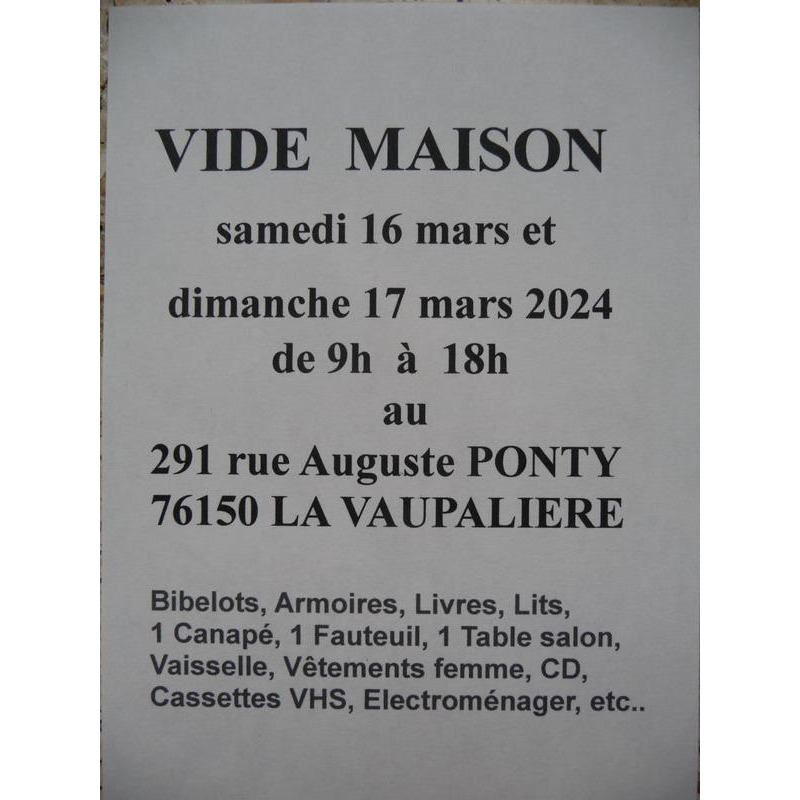 VIDE MAISON
samedi 16 mars et
dimanche 17 mars 2024
de 9h à 18h
au
291 rue Auguste PONTY
76150 LA VAUPALIERE
Bibelots, Armoires, Livres, Lits,
1 Canapé, 1 Fauteuil, 1 Table salon,
Vaisselle, Vêtements femme, CD,
Cassettes VHS, Electroménager, etc..